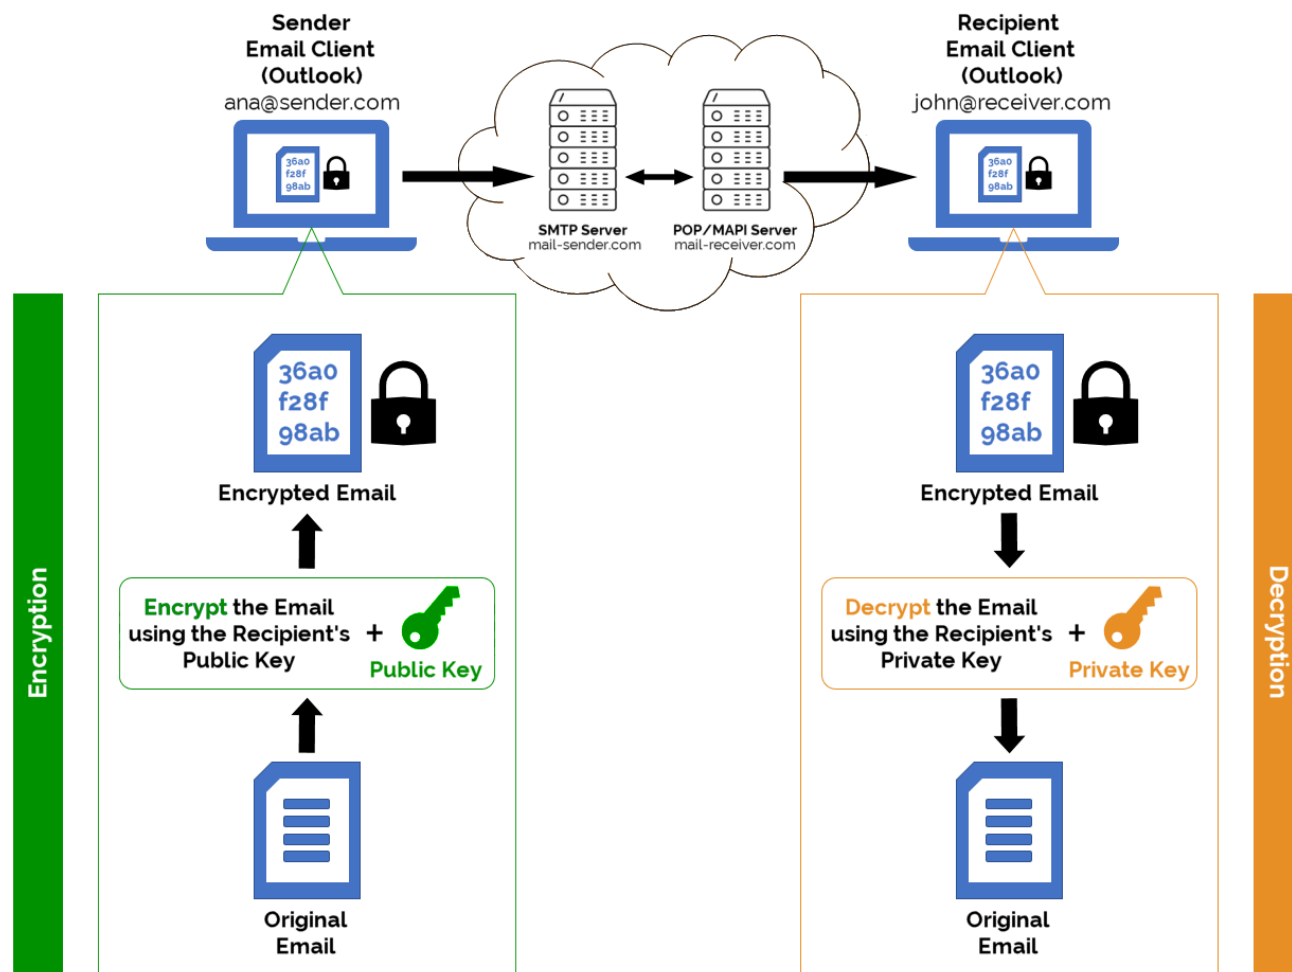 Sender
Email Client
(Outlook)
ana@sender.com
36a0
f28f
98ab
SMTP Server
mail-sender.com
POP/MAPI Server
mail-receiver.com
Recipient
Email Client
(Outlook)
john@receiver.com
36a0
f28f
98ab
Encryption
36a0
f28f
98ab
Encrypted Email
Encrypt the Email
using the Recipient's
Public Key
+
Public Key
Original
Email
36a0
f28f
98ab
Encrypted Email
Decrypt the Email
using the Recipient's
Private Key
+
Private Key
Original
Email
Decryption